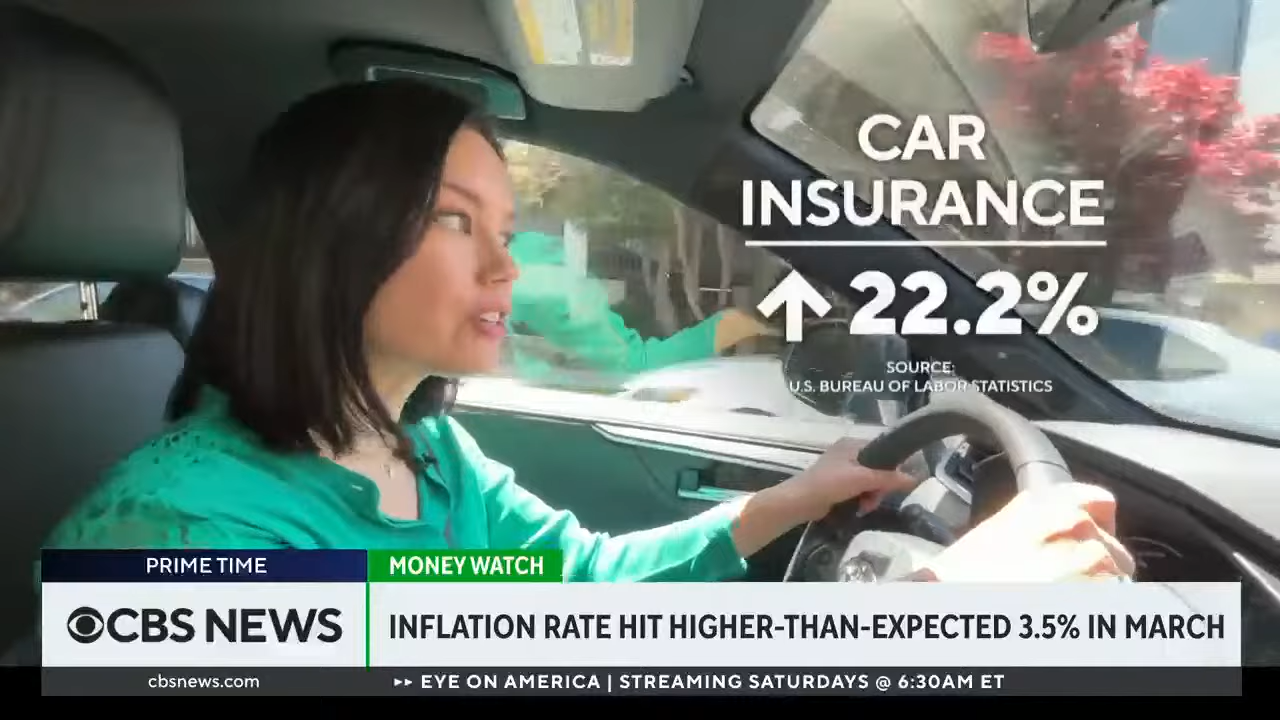 CAR
INSURANCE
↑ 22.2%
SOURCE:
U.S. BUREAU OF LABOR STATISTICS
PRIME TIME
MONEY WATCH
CBS NEWS
INFLATION RATE HIT HIGHER-THAN-EXPECTED 3.5% IN MARCH
cbsnews.com
EYE ON AMERICA | STREAMING SATURDAYS @ 6:30AM ET